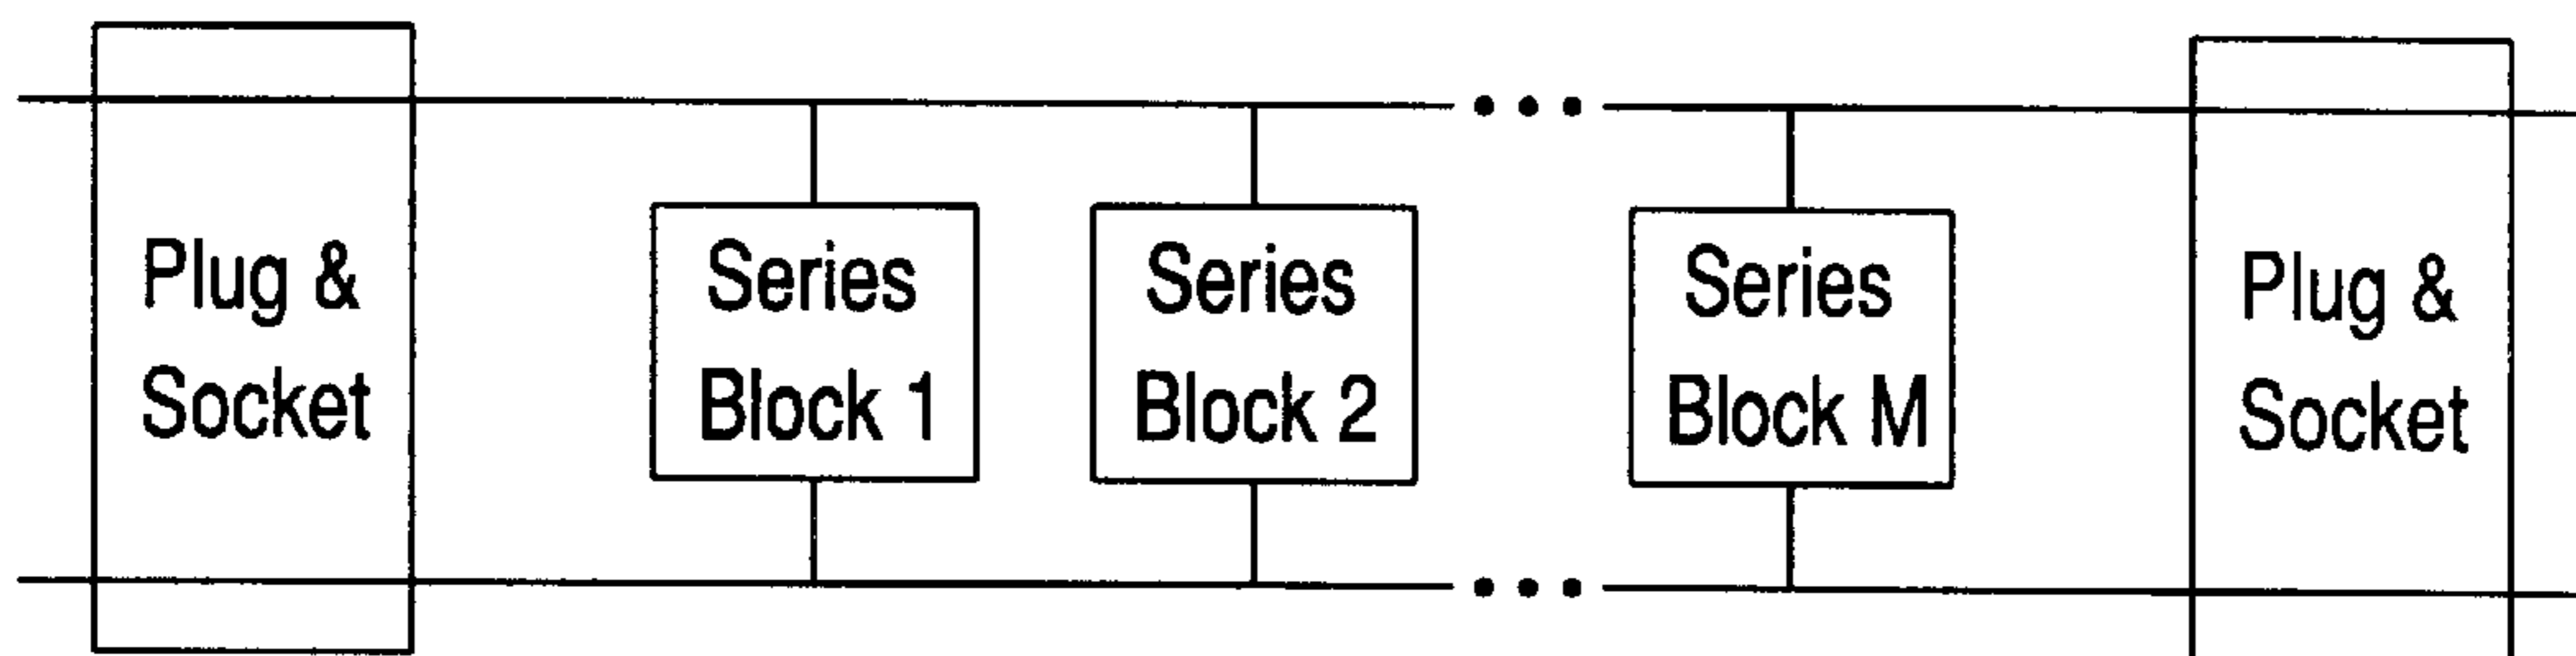 Plug &
Socket
Series
Block 1
Series
Block 2
Series
Block M
Plug &
Socket